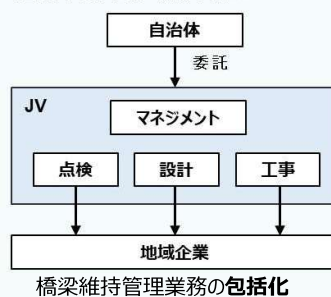 自治体
委託
JV
マネジメント
点検
設計
工事
地域企業
橋梁維持管理業務の包括化